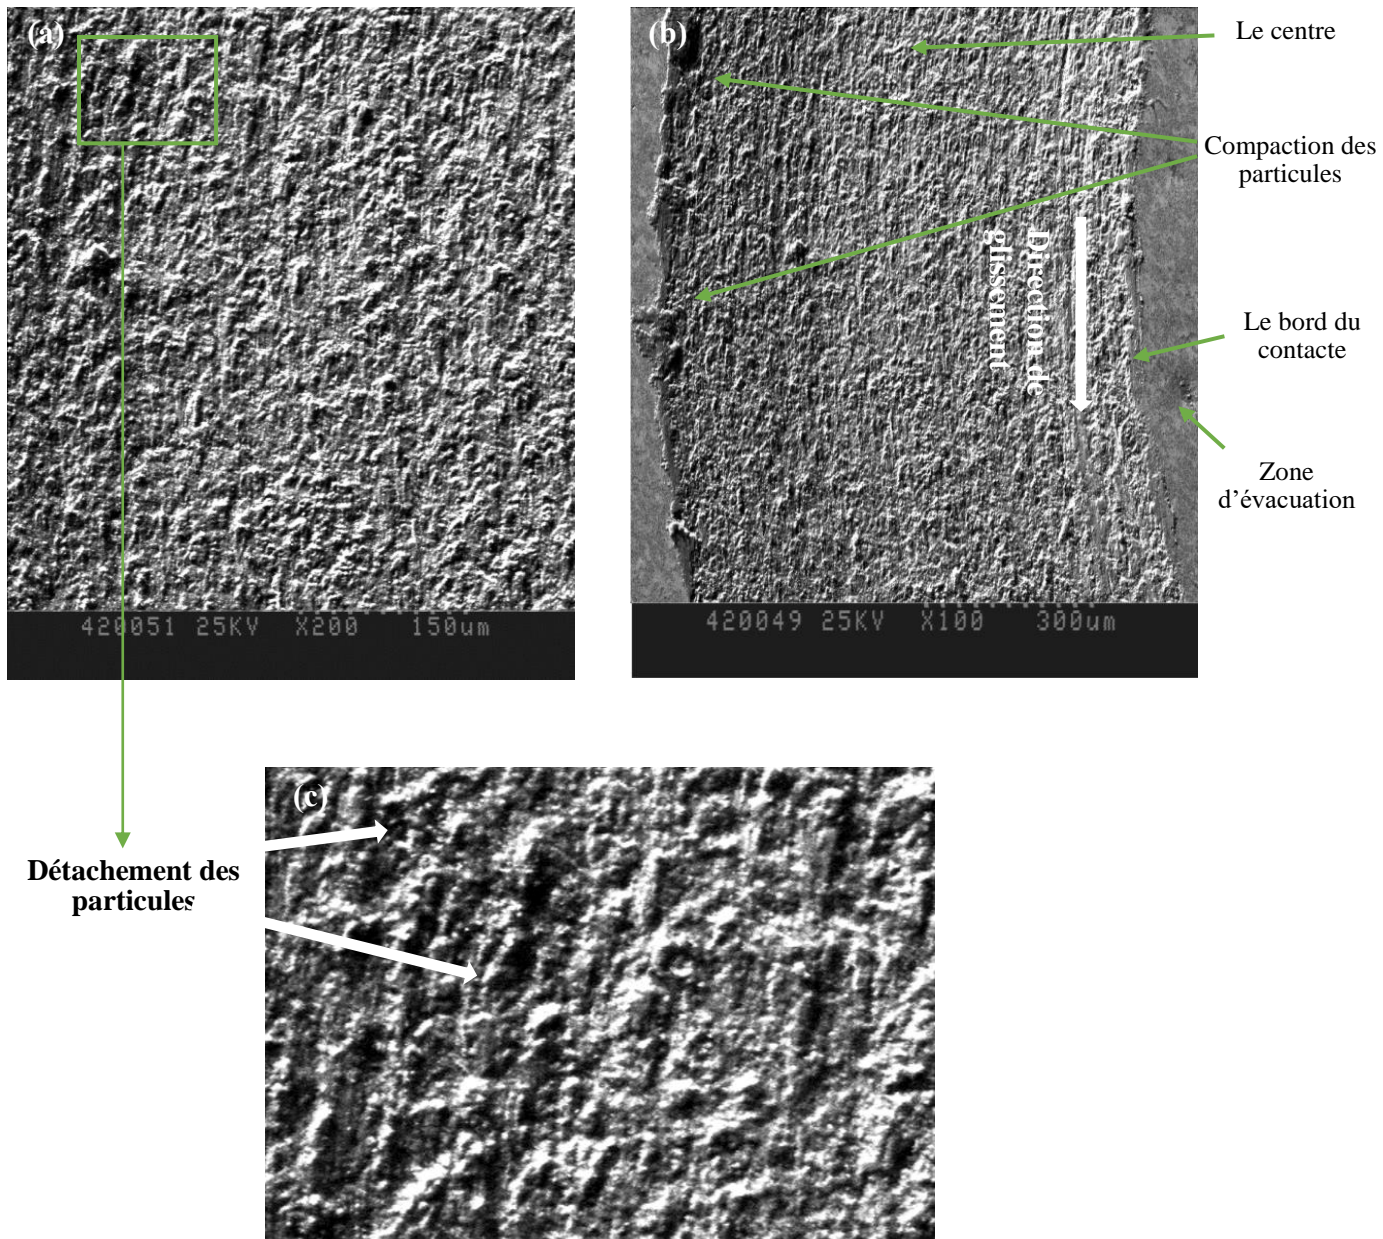 (a)
420051 25KV X200 150um
(b)
Direction de
glissement
420049 25KV X100 300um
Le centre
Compaction des
particules
Le bord du
contacte
Zone
d’évacuation
(c)
Détachement des
particules